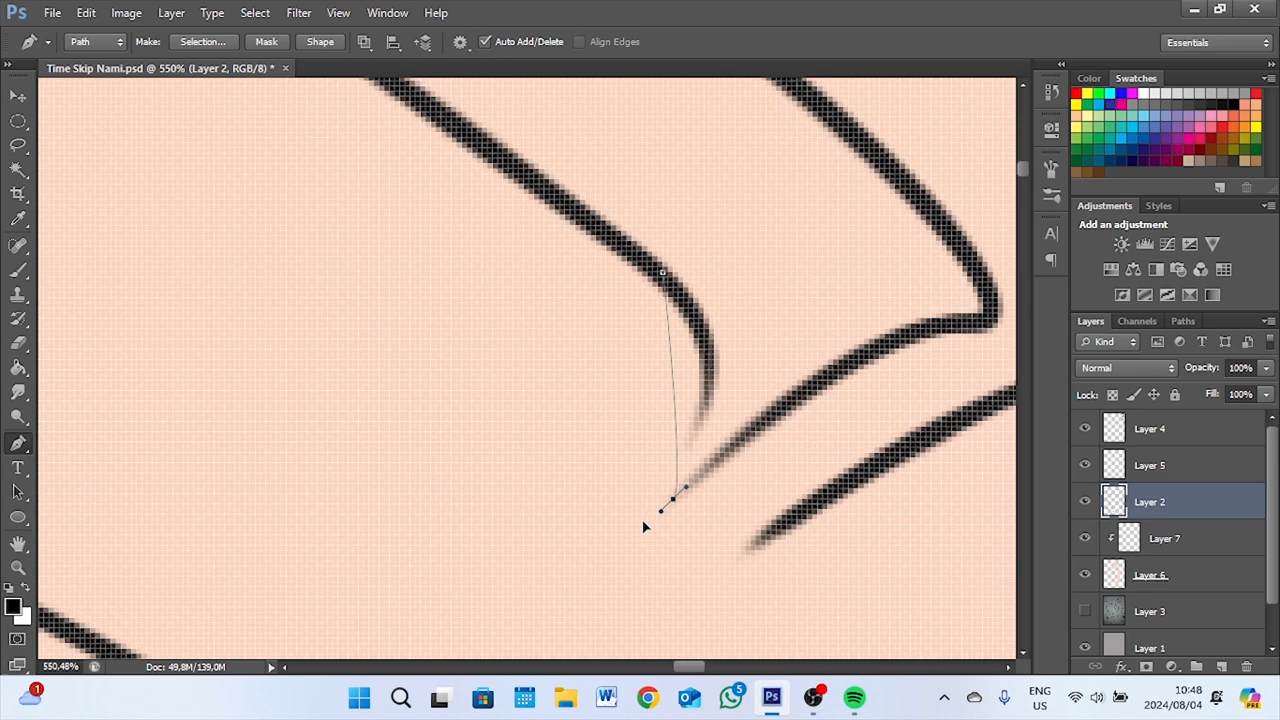 Ps File Edit Image Layer Type Select Filter View Window Help
Path Make: Selection... Mask Shape Auto Add/Delete Align Edges Essentials
Time Skip Nami.psd @ 550% (Layer 2, RGB/8) *
Color Swatches
Adjustments Styles
Add an adjustment
Layers Channels Paths
Kind
Normal Opacity: 100%
Lock: Fill: 100%
Layer 4
Layer 5
Layer 2
Layer 7
Layer 6
Layer 3
Layer 1
550,48% Doc: 49,8M/139,0M
1 5 ENG US 10:48 2024/08/04